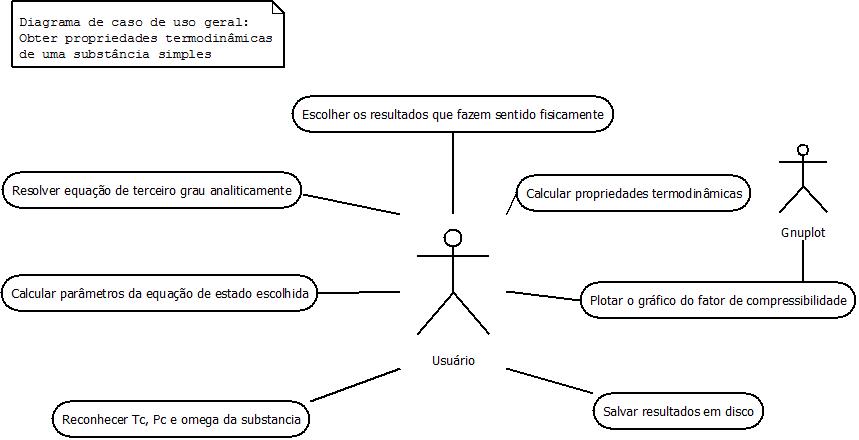 Diagrama de caso de uso geral:
Obter propriedades termodinâmicas
de uma substância simples
Escolher os resultados que fazem sentido fisicamente
Resolver equação de terceiro grau analiticamente
Calcular propriedades termodinâmicas
Gnuplot
Calcular parâmetros da equação de estado escolhida
Plotar o gráfico do fator de compressibilidade
Usuário
Reconhecer Tc, Pc e omega da substancia
Salvar resultados em disco